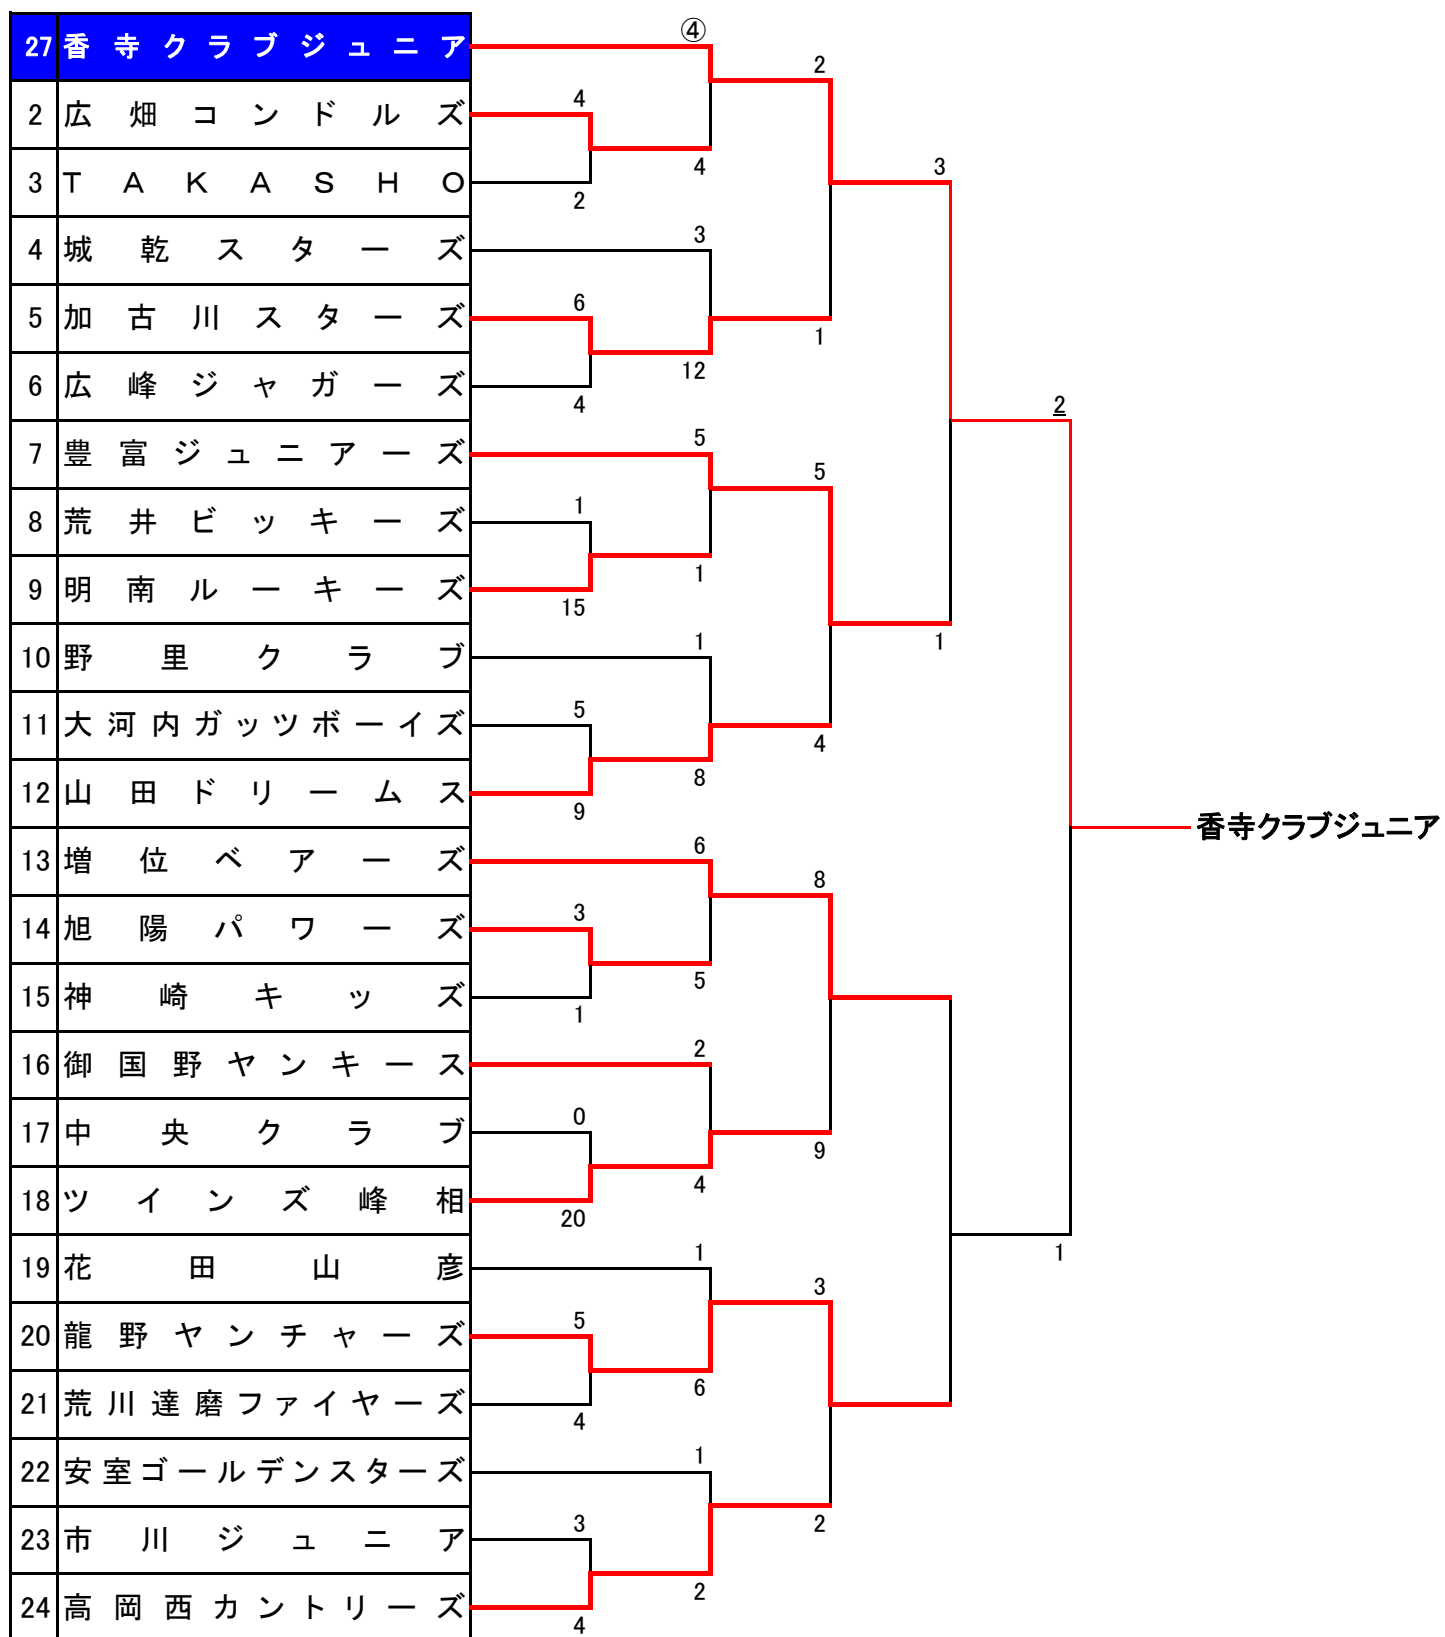 27 香寺クラブジュニア
④
2
2 広畑コンドルズ
4
4
3 TAKASHO
2
3
4 城乾スターズ
3
5 加古川スターズ
6
1
12
6 広峰ジャガーズ
4
2
7 豊富ジュニアーズ
5
5
8 荒井ビッキーズ
1
1
9 明南ルーキーズ
15
10 野里クラブ
1
1
11 大河内ガッツボーイズ
5
4
8
12 山田ドリームス
9
香寺クラブジュニア
13 増位ベアーズ
6
8
14 旭陽パワーズ
3
5
15 神崎キッズ
1
16 御国野ヤンキース
2
17 中央クラブ
0
9
4
18 ツインズ峰相
20
19 花田山彦
1
1
3
20 龍野ヤンチャーズ
5
6
21 荒川達磨ファイヤーズ
4
22 安室ゴールデンスターズ
1
23 市川ジュニア
3
2
2
24 高岡西カントリーズ
4